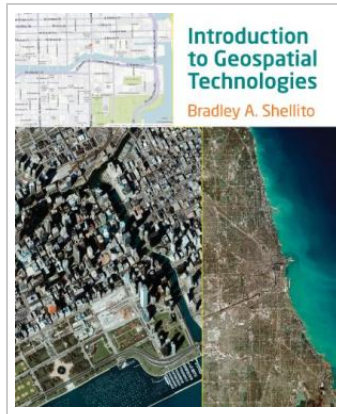 Introduction
to Geospatial
Technologies
Bradley A. Shellito